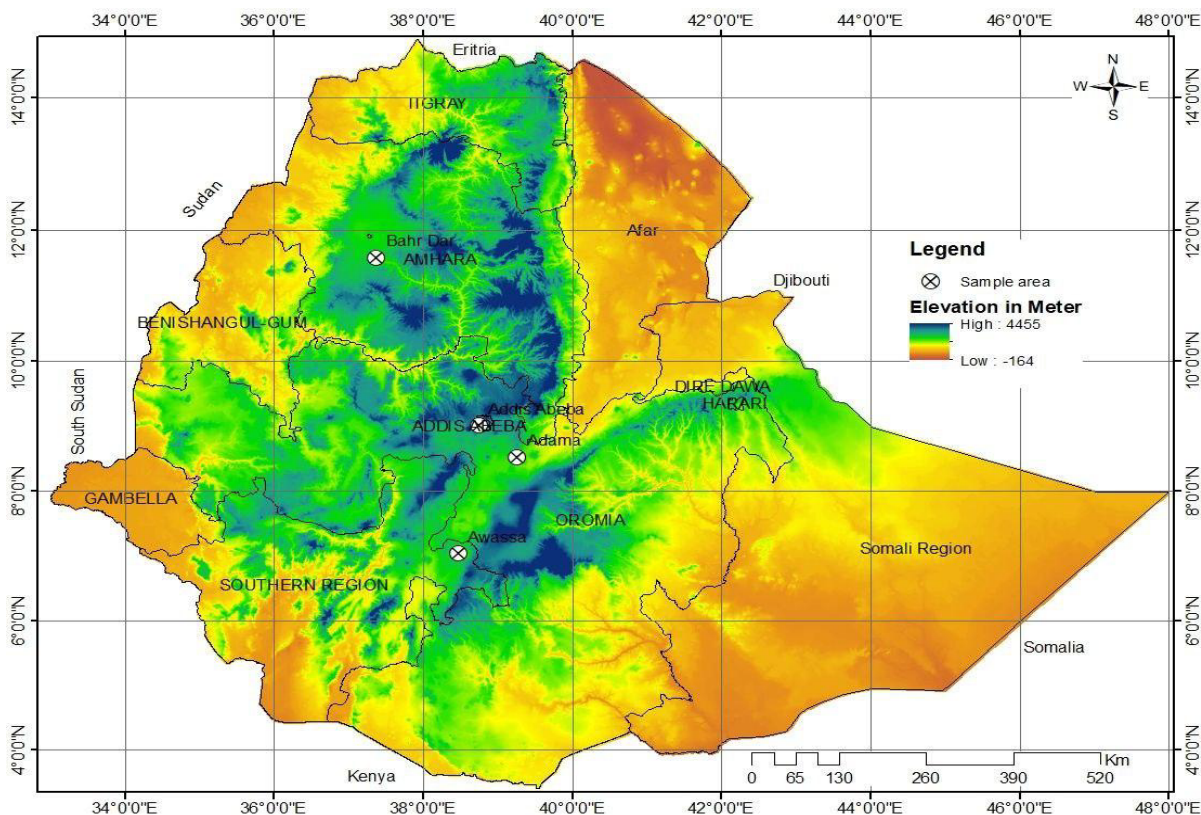 34°0'0"E 36°0'0"E 38°0'0"E 40°0'0"E 42°0'0"E 44°0'0"E 46°0'0"E 48°0'0"E
14°0'0"N
12°0'0"N
10°0'0"N
8°0'0"N
6°0'0"N
4°0'0"N
Eritria
TIGRAY
Sudan
Afar
Bahr Dar
AMHARA
Djibouti
BENISHANGUL-GUM
South Sudan
DIRE DAWA
HARARI
Addis Abeba
ADDIS ABEBA
Adama
GAMBELLA
OROMIA
Awassa
Somali Region
SOUTHERN REGION
Somalia
Kenya
N
W E
S
Legend
Sample area
Elevation in Meter
High : 4455
Low : -164
Km
0 65 130 260 390 520
14°0'0"N
12°0'0"N
10°0'0"N
8°0'0"N
6°0'0"N
4°0'0"N
34°0'0"E 36°0'0"E 38°0'0"E 40°0'0"E 42°0'0"E 44°0'0"E 46°0'0"E 48°0'0"E